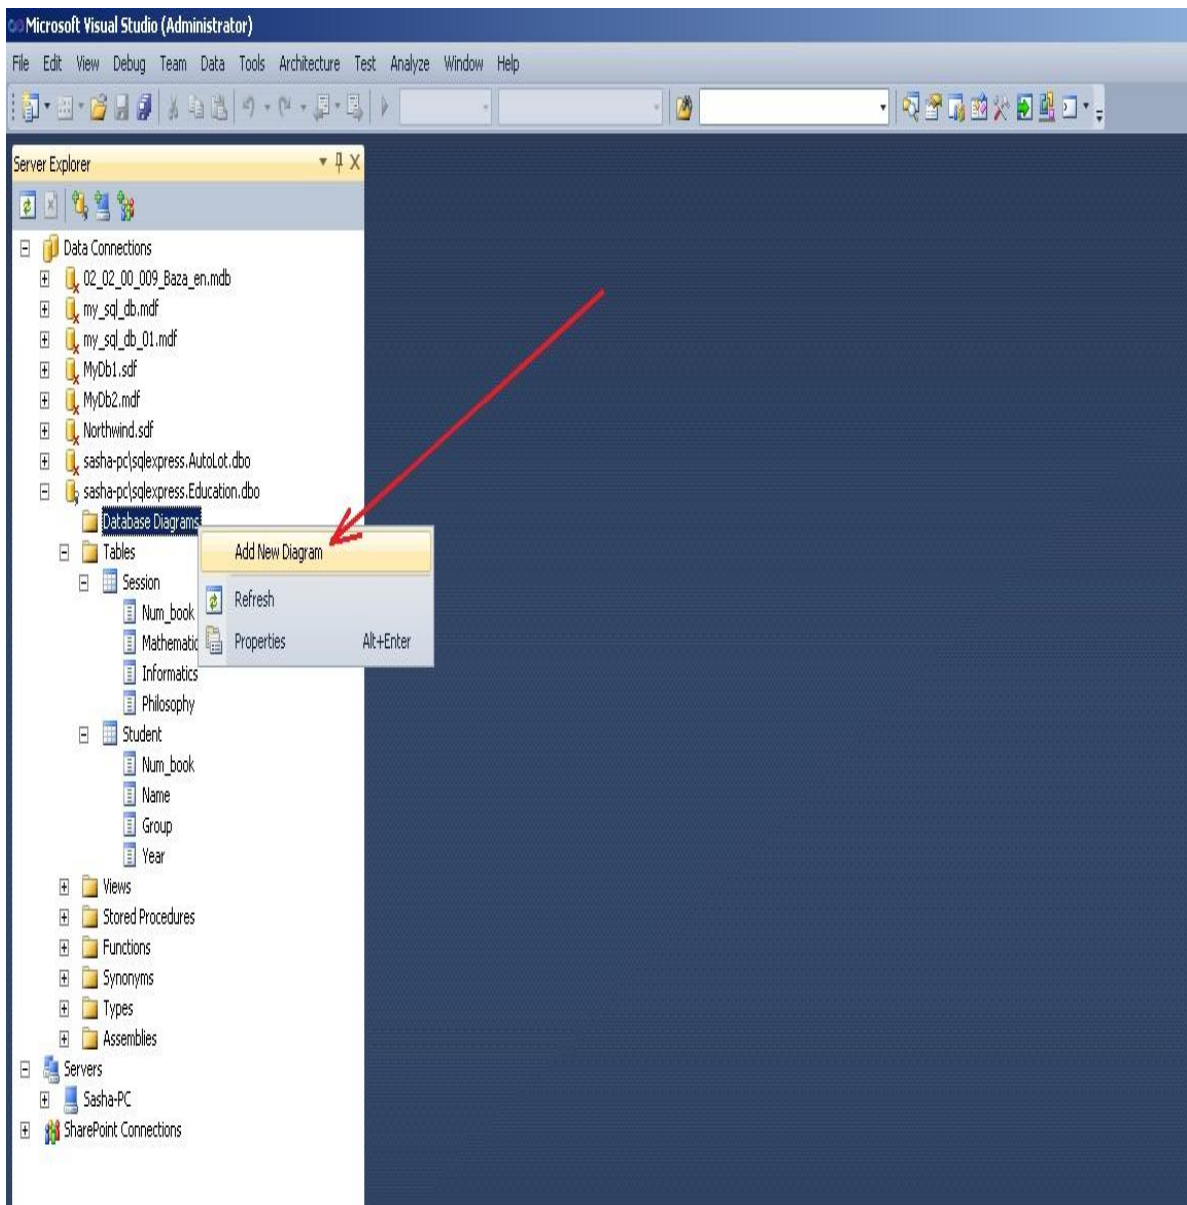 Microsoft Visual Studio (Administrator)
File Edit View Debug Team Data Tools Architecture Test Analyze Window Help
Server Explorer
Data Connections
02_02_00_009_Baza_en.mdb
my_sql_db.mdf
my_sql_db_01.mdf
MyDb1.sdf
MyDb2.mdf
Northwind.sdf
sasha-pc\sqlexpress.AutoLot.dbo
sasha-pc\sqlexpress.Education.dbo
Database Diagrams
Add New Diagram
Refresh
Properties Alt+Enter
Tables
Session
Num_book
Mathematic
Informatics
Philosophy
Student
Num_book
Name
Group
Year
Views
Stored Procedures
Functions
Synonyms
Types
Assemblies
Servers
Sasha-PC
SharePoint Connections